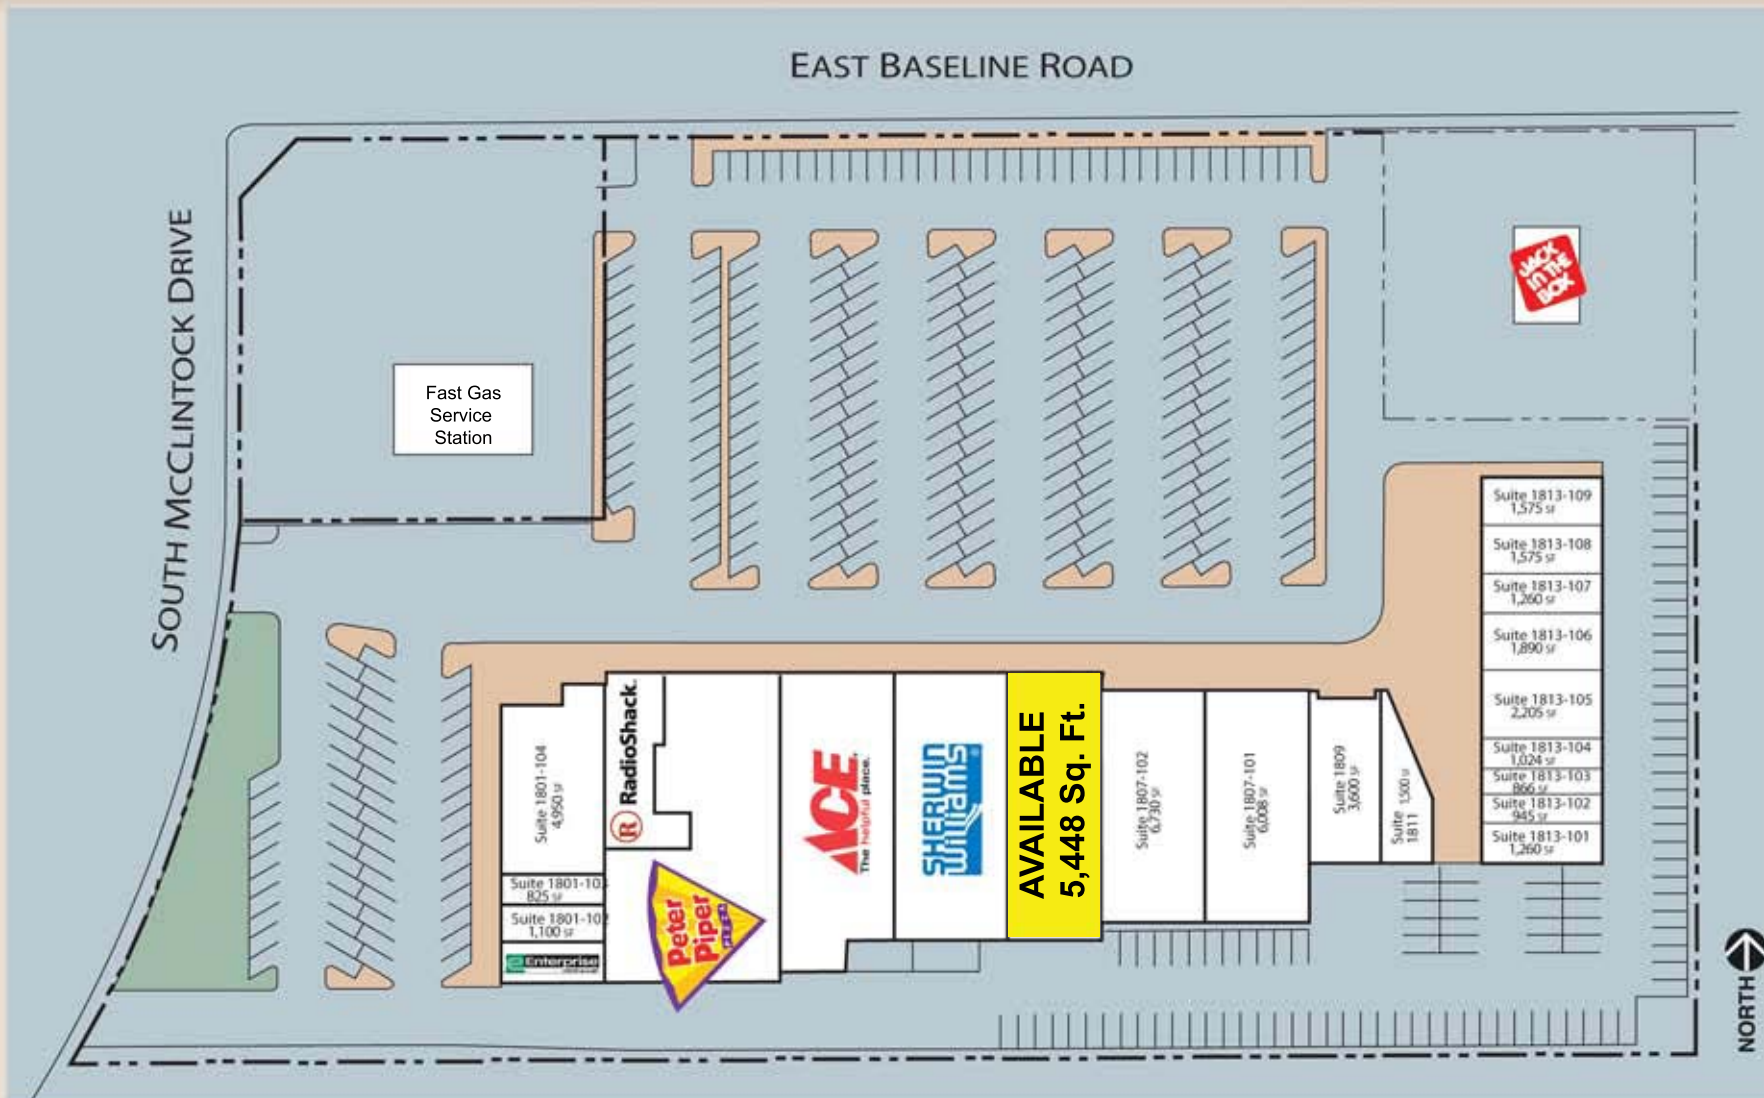 EAST BASELINE ROAD
SOUTH MCCLINTOCK DRIVE
Fast Gas
Service
Station
JACK
IN THE
BOX
Suite 1813-109
1,575 SF
Suite 1813-108
1,575 SF
Suite 1813-107
1,260 SF
Suite 1813-106
1,890 SF
Suite 1813-105
2,205 SF
Suite 1813-104
1,024 SF
Suite 1813-103
866 SF
Suite 1813-102
945 SF
Suite 1813-101
1,260 SF
Suite 1801-104
4,950 SF
Suite 1801-103
825 SF
Suite 1801-102
1,100 SF
Enterprise
R RadioShack.
Peter
Piper
PIZZA
ACE
The helpful place.
SHERWIN
WILLIAMS
AVAILABLE
5,448 Sq. Ft.
Suite 1807-102
6,730 SF
Suite 1807-101
6,008 SF
Suite 1809
3,600 SF
Suite 1,500 SF
1811
NORTH